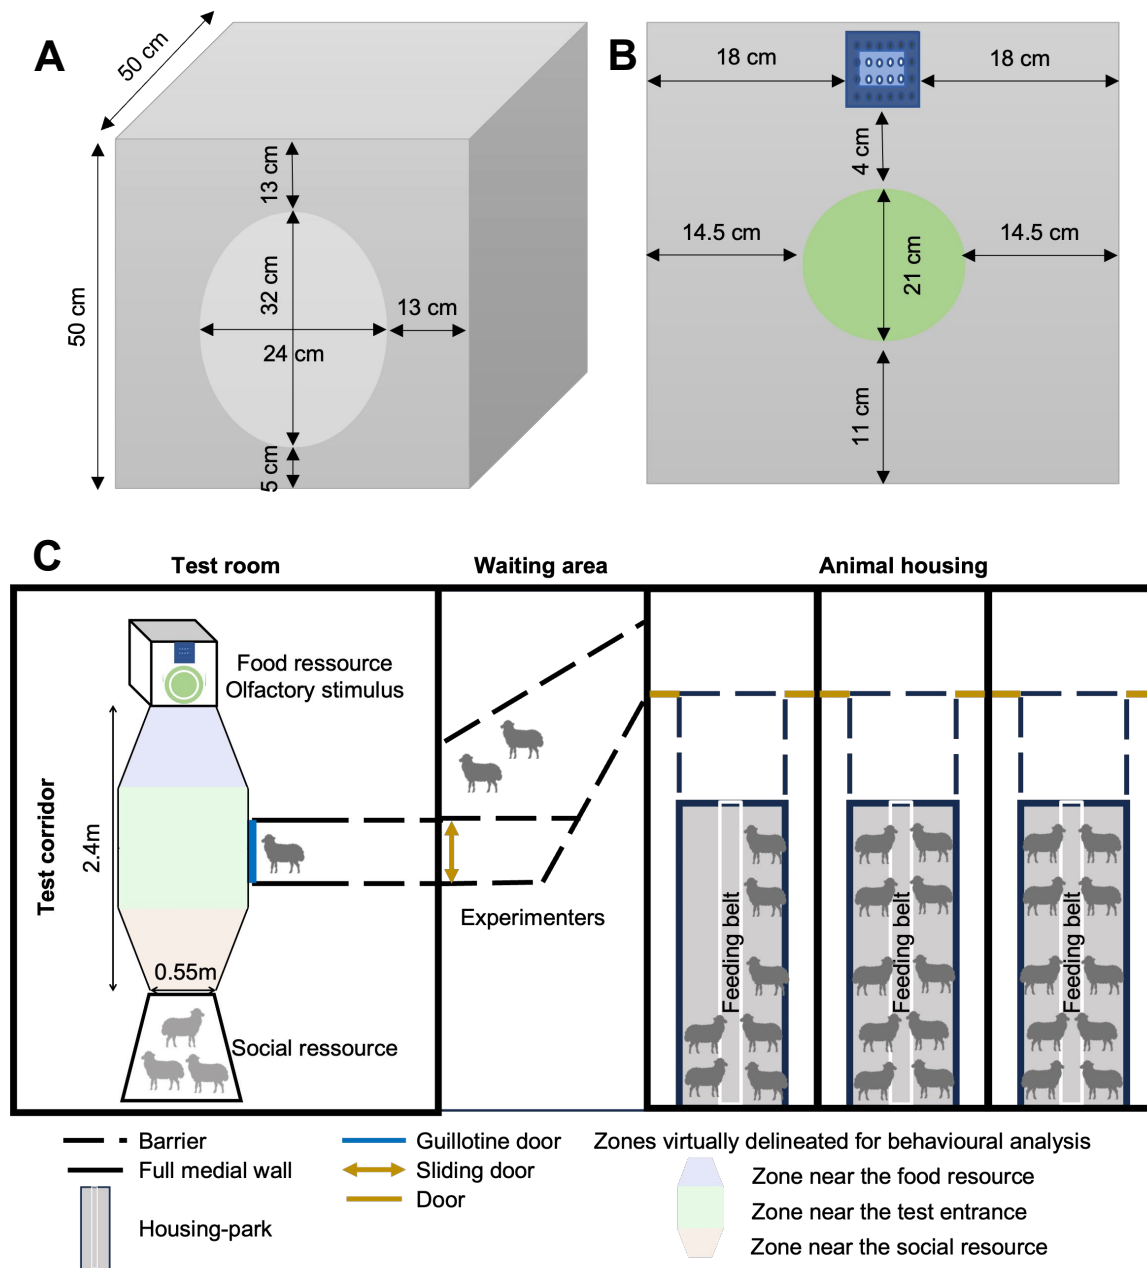 A
50 cm
50 cm
13 cm
32 cm
24 cm
13 cm
5 cm
B
18 cm
18 cm
4 cm
14.5 cm
14.5 cm
21 cm
11 cm
C
Test room
Waiting area
Animal housing
Food ressource
Olfactory stimulus
Test corridor
2.4m
0.55m
Social ressource
Experimenters
Feeding belt
Feeding belt
Feeding belt
Barrier
Full medial wall
Housing-park
Guillotine door
Sliding door
Door
Zones virtually delineated for behavioural analysis
Zone near the food resource
Zone near the test entrance
Zone near the social resource